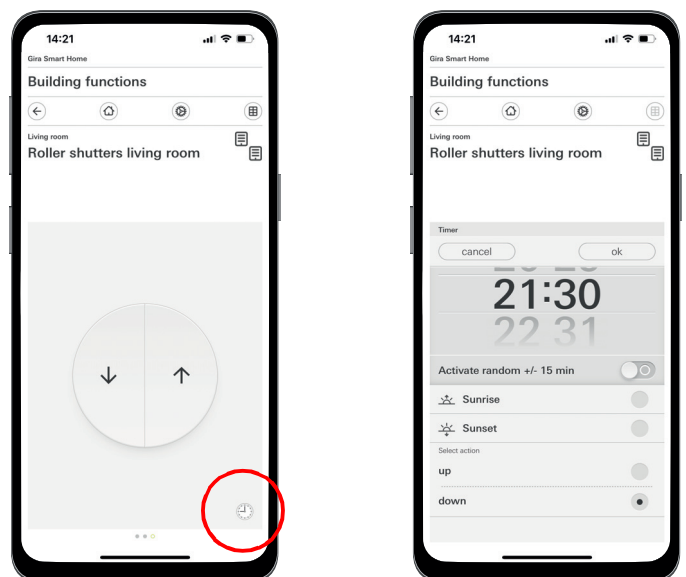 14:21
Gira Smart Home
Building functions
Living room
Roller shutters living room
14:21
Gira Smart Home
Building functions
Living room
Roller shutters living room
Timer
cancel ok
21:30
22 31
Activate random +/- 15 min
Sunrise
Sunset
Select action
up
down